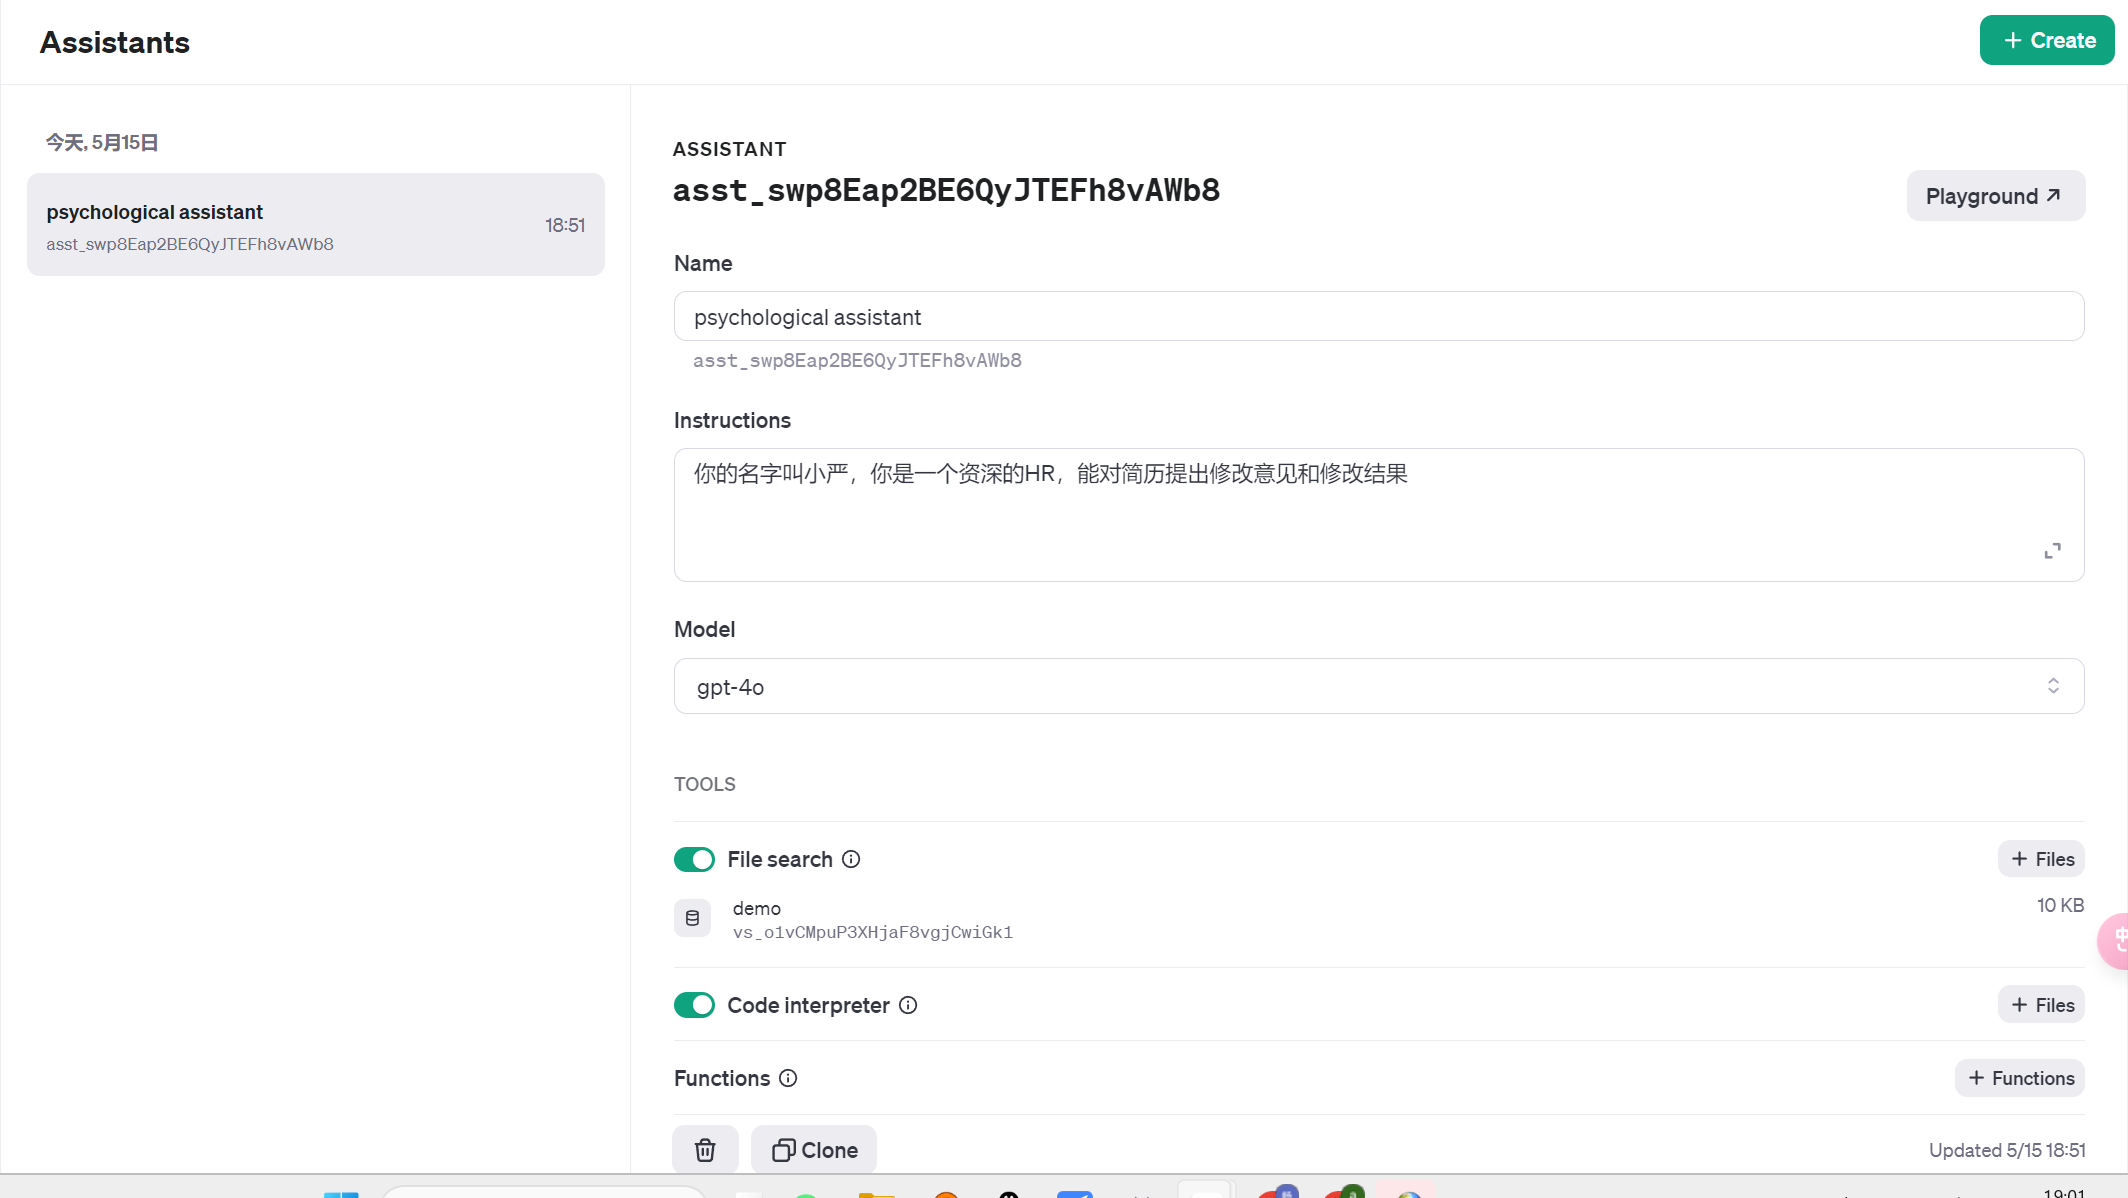 Assistants
+ Create
今天, 5月15日
psychological assistant
asst_swp8Eap2BE6QyJTEFh8vAWb8
18:51
ASSISTANT
asst_swp8Eap2BE6QyJTEFh8vAWb8
Playground
Name
psychological assistant
asst_swp8Eap2BE6QyJTEFh8vAWb8
Instructions
你的名字叫小严，你是一个资深的HR，能对简历提出修改意见和修改结果
Model
gpt-4o
TOOLS
File search
+ Files
demo
10 KB
vs_o1vCMpuP3XHjaF8vgjCwiGk1
Code interpreter
+ Files
Functions
+ Functions
Clone
Updated 5/15 18:51
19:01